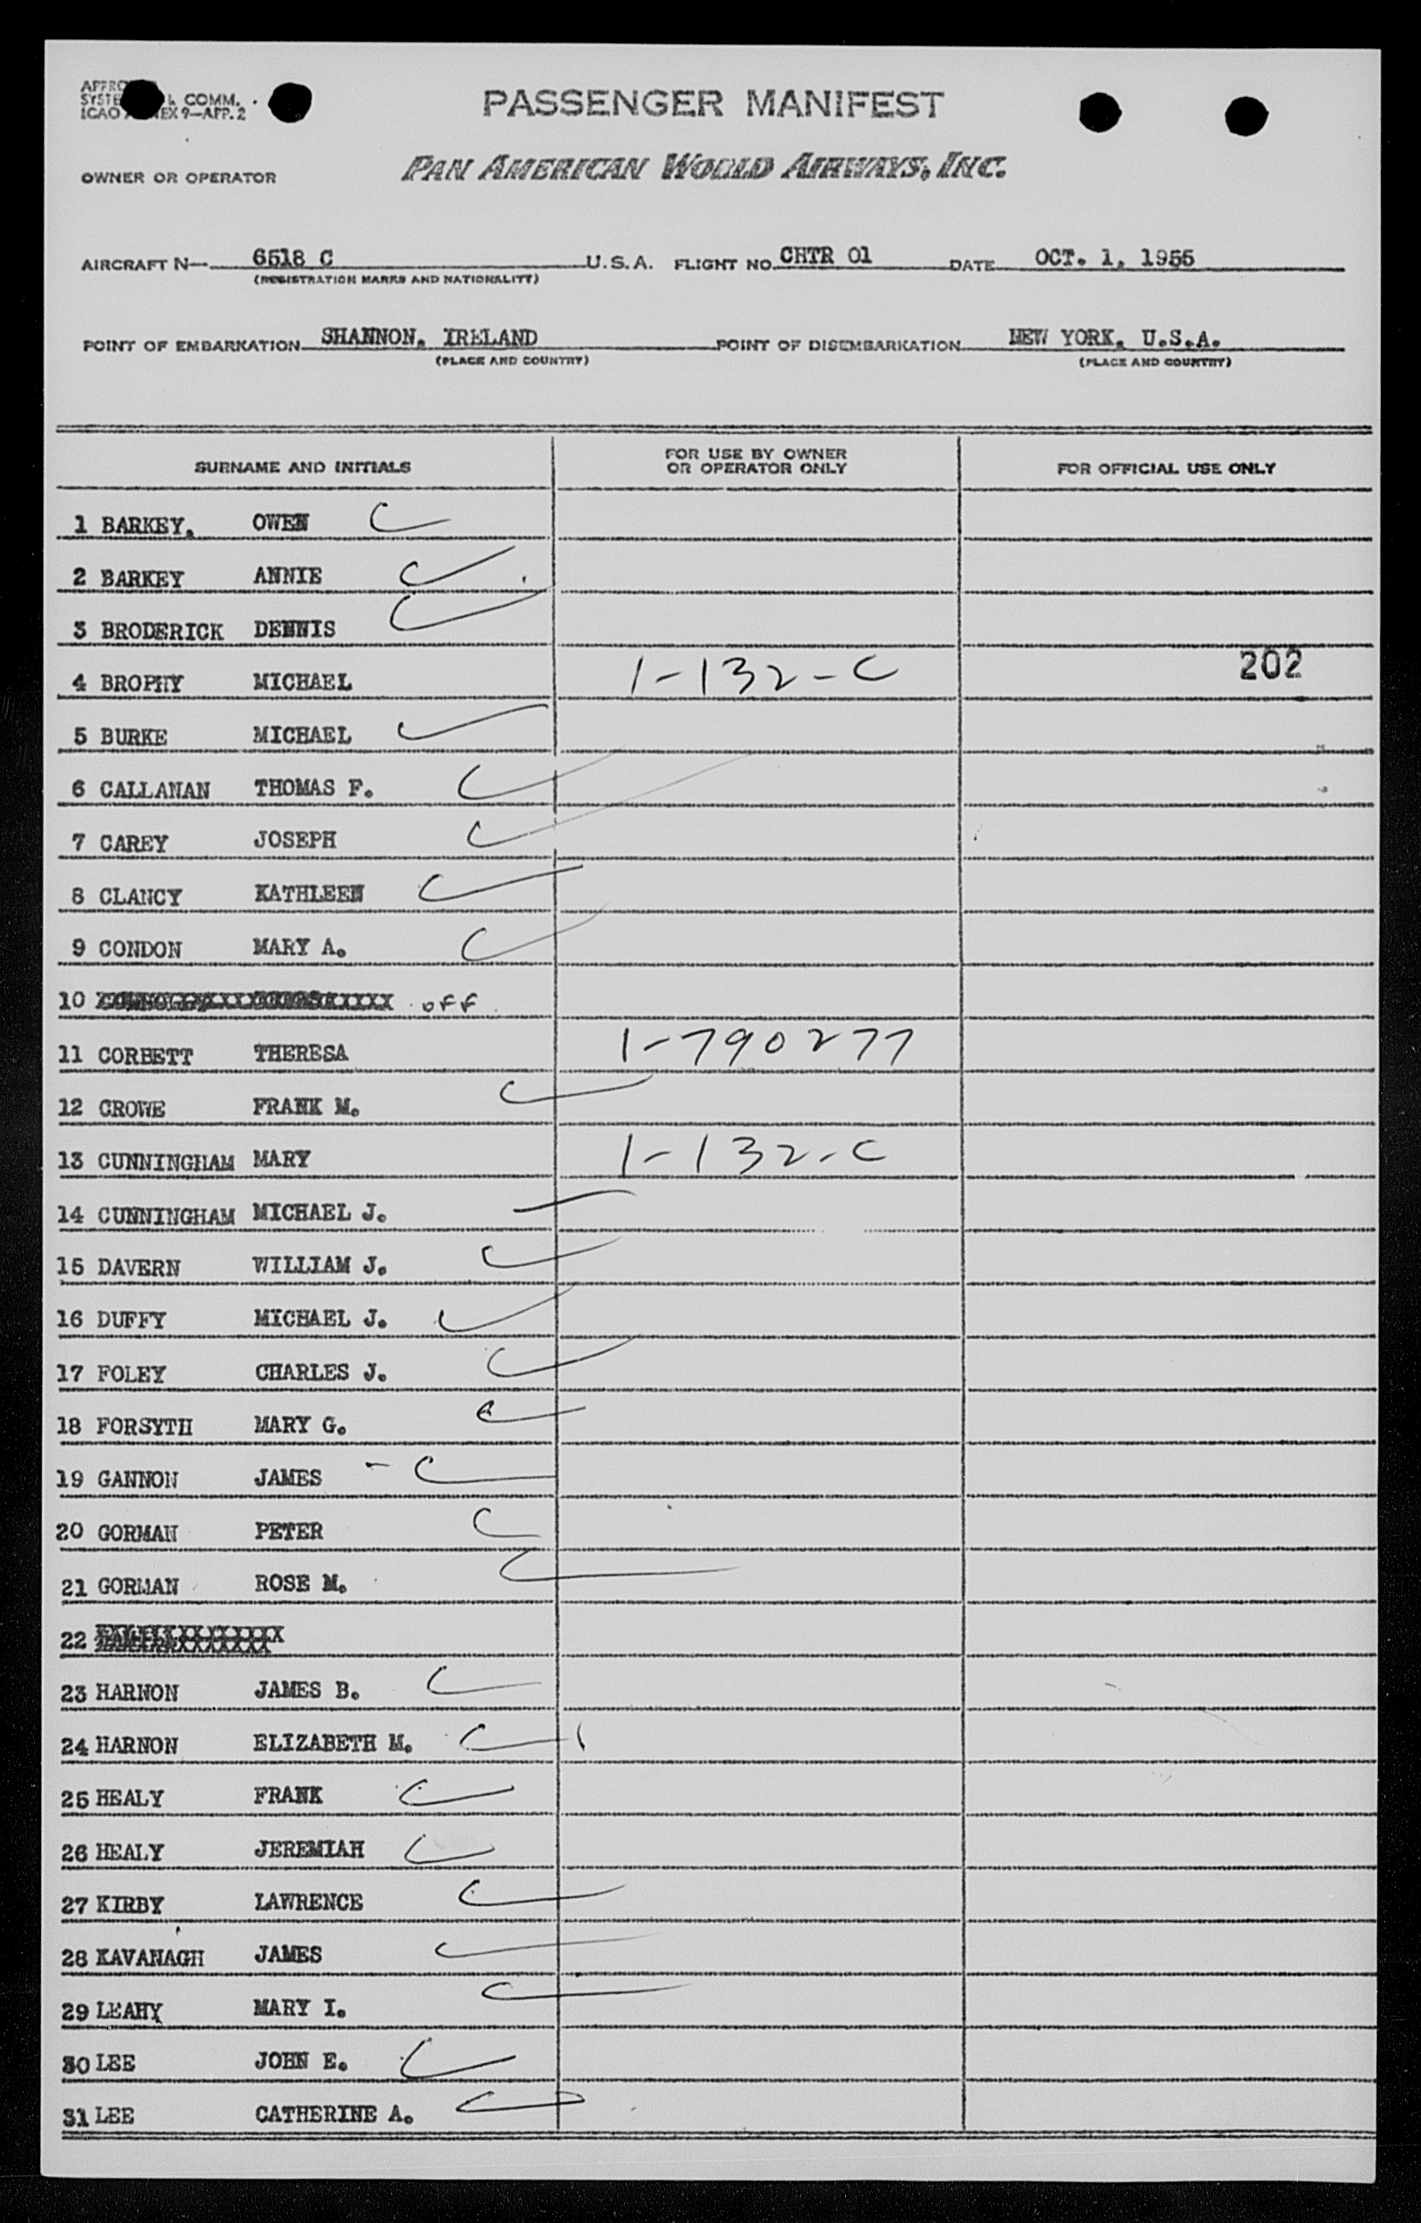 COMM.
ICAO EX 9—APP. 2
PASSENGER MANIFEST
OWNER OR OPERATOR PAN AMERICAN WORLD AIRWAYS, INC.
AIRCRAFT N— 6518 C U.S.A. FLIGHT NO. CHTR 01 DATE OCT. 1, 1955
(REGISTRATION MARKS AND NATIONALITY)
POINT OF EMBARKATION SHANNON, IRELAND POINT OF DISEMBARKATION NEW YORK, U.S.A.
(PLACE AND COUNTRY) (PLACE AND COUNTRY)
SURNAME AND INITIALS FOR USE BY OWNER OR OPERATOR ONLY FOR OFFICIAL USE ONLY
1 BARKEY, OWEN C
2 BARKEY ANNIE C
3 BRODERICK DENNIS C
4 BROPHY MICHAEL 1-132-C 202
5 BURKE MICHAEL C
6 CALLANAN THOMAS F. C
7 CAREY JOSEPH C
8 CLANCY KATHLEEN C
9 CONDON MARY A. C
10 off
11 CORBETT THERESA 1-790277
12 CROWE FRANK M. C
13 CUNNINGHAM MARY 1-132-C
14 CUNNINGHAM MICHAEL J.
15 DAVERN WILLIAM J. C
16 DUFFY MICHAEL J. C
17 FOLEY CHARLES J. C
18 FORSYTH MARY G. C
19 GANNON JAMES - C
20 GORMAN PETER C
21 GORMAN ROSE M. C
22
23 HARNON JAMES B. C
24 HARNON ELIZABETH M. C
25 HEALY FRANK C
26 HEALY JEREMIAH C
27 KIRBY LAWRENCE C
28 KAVANAGH JAMES C
29 LEAHY MARY I. C
30 LEE JOHN E. C
31 LEE CATHERINE A. C